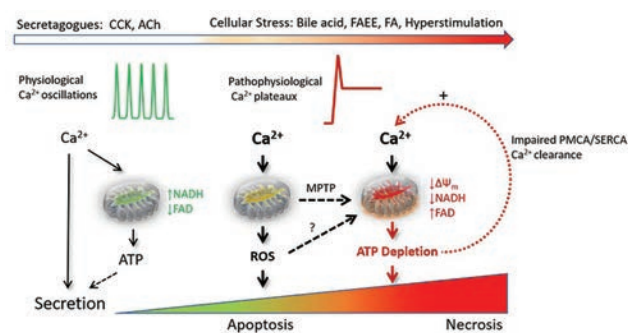 Secretagogues: CCK, ACh
Cellular Stress: Bile acid, FAEE, FA, Hyperstimulation
Physiological
Ca²⁺ oscillations
Pathophysiological
Ca²⁺ plateaux
+
Ca²⁺
Ca²⁺
Ca²⁺
Impaired PMCA/SERCA
Ca²⁺ clearance
↑NADH
↓FAD
MPTP
↓ΔΨm
↓NADH
↑FAD
?
ATP
ROS
ATP Depletion
Secretion
Apoptosis
Necrosis